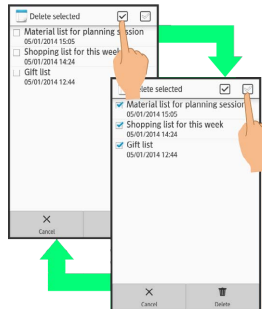 Delete selected
Material list for planning session
05/01/2014 15:05
Shopping list for this week
05/01/2014 14:24
Gift list
05/01/2014 12:44
Cancel
Delete selected
Material list for planning session
05/01/2014 15:05
Shopping list for this week
05/01/2014 14:24
Gift list
05/01/2014 12:44
Cancel
Delete